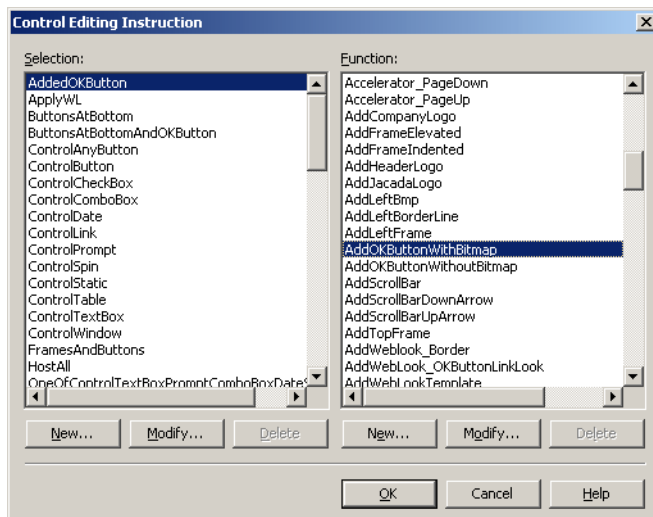 Control Editing Instruction
Selection:
AddedOKButton
ApplyWL
ButtonsAtBottom
ButtonsAtBottomAndOKButton
ControlAnyButton
ControlButton
ControlCheckBox
ControlComboBox
ControlDate
ControlLink
ControlPrompt
ControlSpin
ControlStatic
ControlTable
ControlTextBox
ControlWindow
FramesAndButtons
HostAll
OneOfControlTextBoxPromptComboBoxDateS
New...
Modify...
Delete
Function:
Accelerator_PageDown
Accelerator_PageUp
AddCompanyLogo
AddFrameElevated
AddFrameIndented
AddHeaderLogo
AddJacadaLogo
AddLeftBmp
AddLeftBorderLine
AddLeftFrame
AddOKButtonWithBitmap
AddOKButtonWithoutBitmap
AddScrollBar
AddScrollBarDownArrow
AddScrollBarUpArrow
AddTopFrame
AddWeblook_Border
AddWebLook_OKButtonLinkLook
AddWebLookTemplate
New...
Modify...
Delete
OK
Cancel
Help